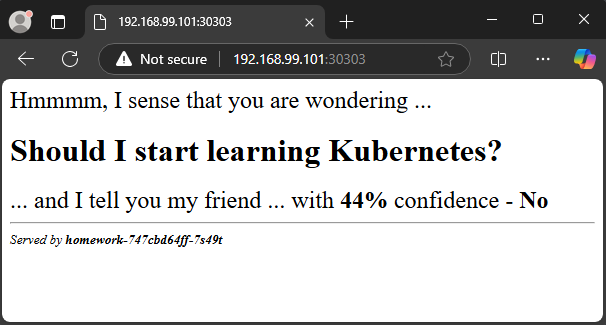 192.168.99.101:30303
Not secure
192.168.99.101:30303
Hmmmm, I sense that you are wondering ...
Should I start learning Kubernetes?
... and I tell you my friend ... with 44% confidence - No
Served by homework-747cbd64ff-7s49t